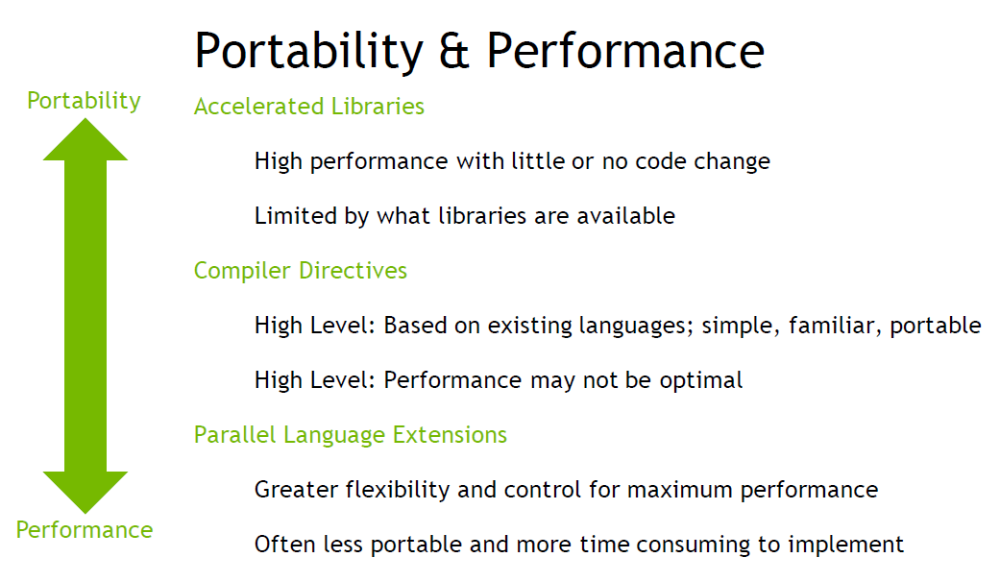 Portability & Performance
Portability
Accelerated Libraries
High performance with little or no code change
Limited by what libraries are available
Compiler Directives
High Level: Based on existing languages; simple, familiar, portable
High Level: Performance may not be optimal
Parallel Language Extensions
Greater flexibility and control for maximum performance
Performance
Often less portable and more time consuming to implement